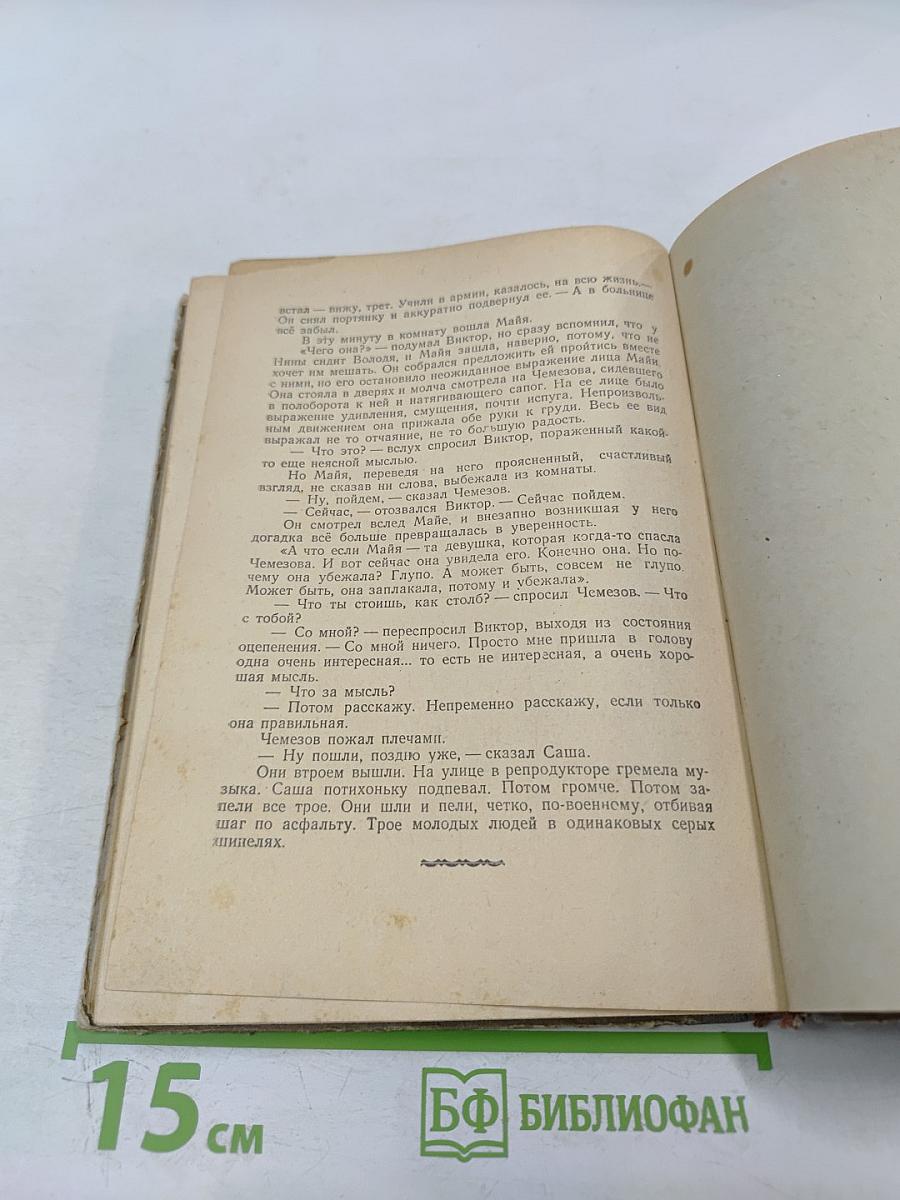 встал — вижу, трет. Учили в армии, казалось, на всю жизнь.—
Он снял портянку и аккуратно подвернул ее. — А в больнице
всё забыл.
В эту минуту в комнату вошла Майя.
«Чего она?» — подумал Виктор, но сразу вспомнил, что у
Нины сидит Володя, и Майя зашла, наверно, потому, что не
хочет им мешать. Он собрался предложить ей пройтись вместе
с ними, но его остановило неожиданное выражение лица Майи.
Она стояла в дверях и молча смотрела на Чемезова, сидевшего
в полоборота к ней и натягивающего сапог. На ее лице было
выражение удивления, смущения, почти испуга. Непроизволь-
ным движением она прижала обе руки к груди. Весь ее вид
выражал не то отчаяние, не то большую радость.
— Что это? — вслух спросил Виктор, пораженный какой-
то еще неясной мыслью.
Но Майя, переведя на него проясненный, счастливый
взгляд, не сказав ни слова, выбежала из комнаты.
— Ну, пойдем, — сказал Чемезов.
— Сейчас, — отозвался Виктор. — Сейчас пойдем.
Он смотрел вслед Майе, и внезапно возникшая у него
догадка всё больше превращалась в уверенность.
«А что если Майя — та девушка, которая когда-то спасла
Чемезова. И вот сейчас она увидела его. Конечно она. Но по-
чему она убежала? Глупо. А может быть, совсем не глупо.
Может быть, она заплакала, потому и убежала».
— Что ты стоишь, как столб? — спросил Чемезов. — Что
с тобой?
— Со мной? — переспросил Виктор, выходя из состояния
оцепенения. — Со мной ничего. Просто мне пришла в голову
одна очень интересная... то есть не интересная, а очень хоро-
шая мысль.
— Что за мысль?
— Потом расскажу. Непременно расскажу, если только
она правильная.
Чемезов пожал плечами.
— Ну пошли, поздно уже, — сказал Саша.
Они втроем вышли. На улице в репродукторе гремела му-
зыка. Саша потихоньку подпевал. Потом громче. Потом за-
пели все трое. Они шли и пели, четко, по-военному, отбивая
шаг по асфальту. Трое молодых людей в одинаковых серых
шинелях.
15 см
БФ БИБЛИОФАН